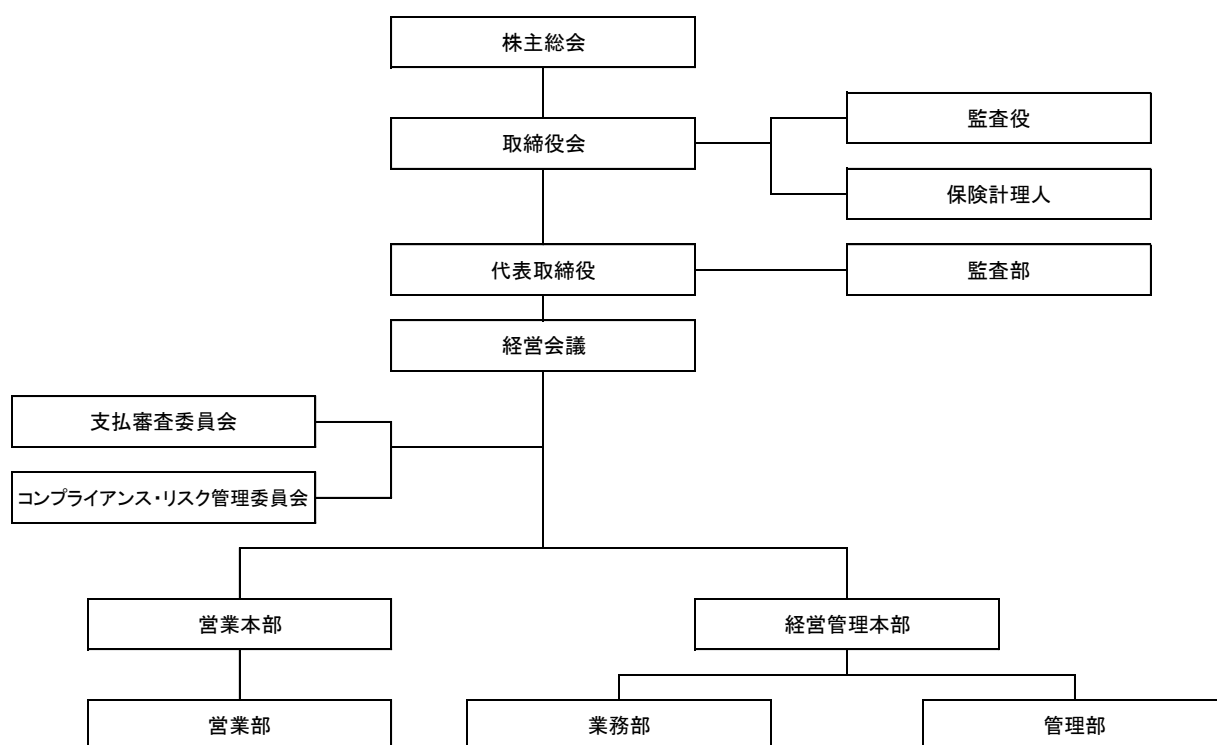 株主総会
取締役会
監査役
保険計理人
代表取締役
監査部
経営会議
支払審査委員会
コンプライアンス・リスク管理委員会
営業本部
経営管理本部
営業部
業務部
管理部